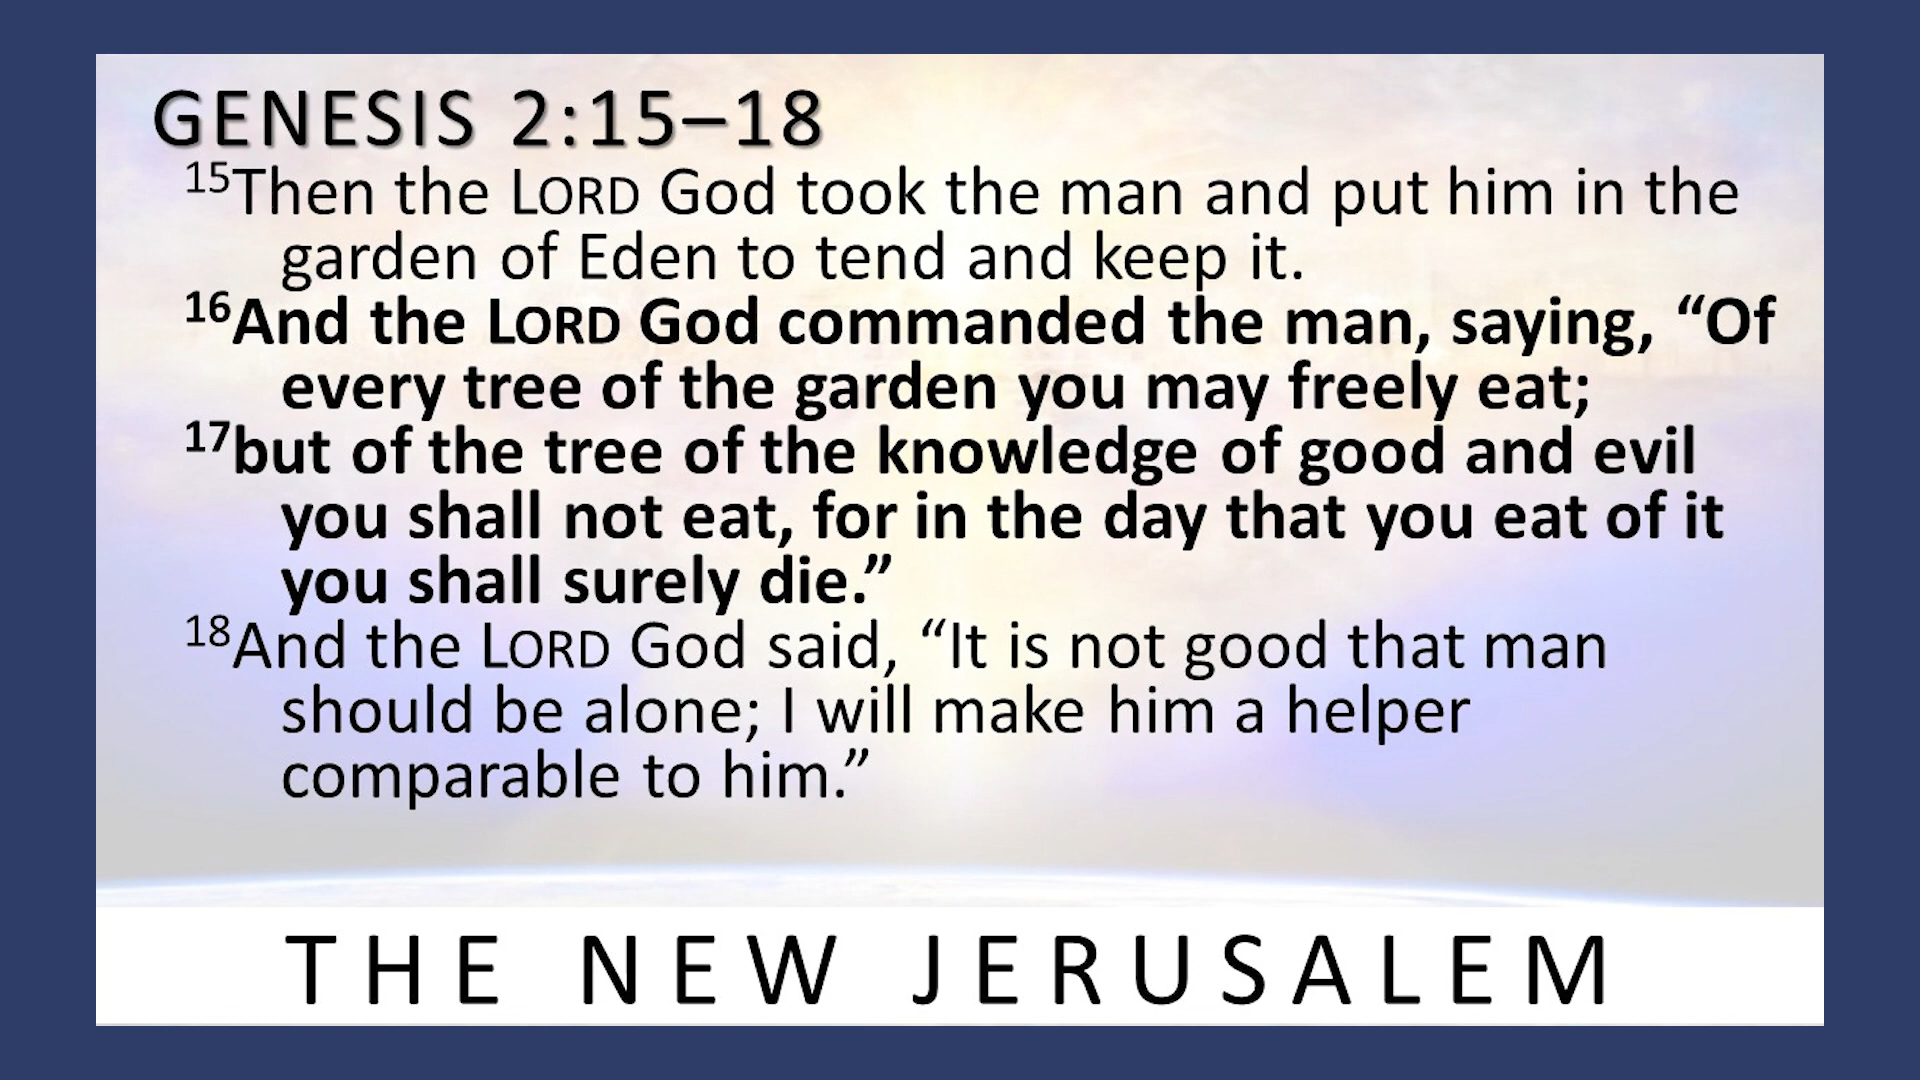 GENESIS 2:15–18
15Then the LORD God took the man and put him in the
garden of Eden to tend and keep it.
16And the LORD God commanded the man, saying, “Of
every tree of the garden you may freely eat;
17but of the tree of the knowledge of good and evil
you shall not eat, for in the day that you eat of it
you shall surely die.”
18And the LORD God said, “It is not good that man
should be alone; I will make him a helper
comparable to him.”
THE NEW JERUSALEM